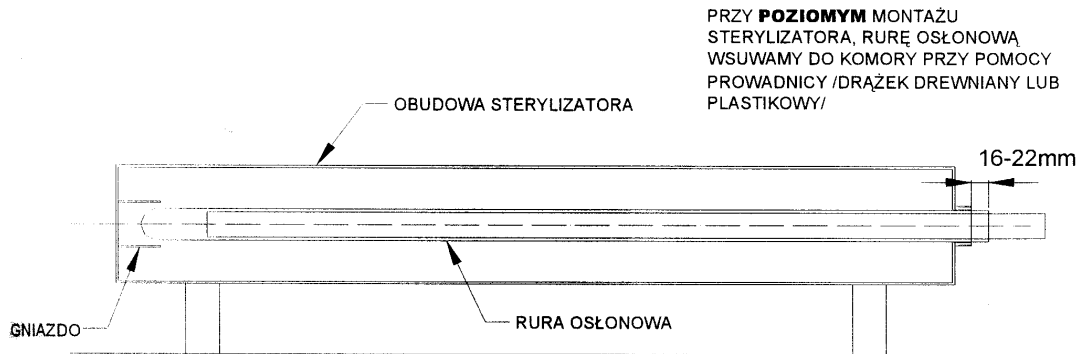 PRZY POZIOMYM MONTAŻU
STERYLIZATORA, RURĘ OSŁONOWĄ
WSUWAMY DO KOMORY PRZY POMOCY
PROWADNICY /DRĄŻEK DREWNIANY LUB
PLASTIKOWY/
OBUDOWA STERYLIZATORA
16-22mm
GNIAZDO
RURA OSŁONOWA